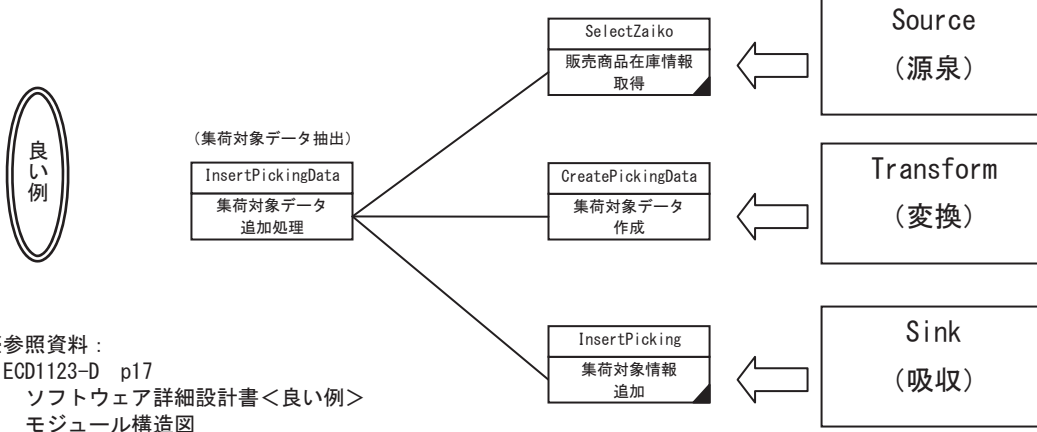 良い例
(集荷対象データ抽出)
InsertPickingData
集荷対象データ
追加処理
SelectZaiko
販売商品在庫情報
取得
CreatePickingData
集荷対象データ
作成
InsertPicking
集荷対象情報
追加
Source
(源泉)
Transform
(変換)
Sink
(吸収)
参照資料:
ECD1123-D p17
ソフトウェア詳細設計書<良い例>
モジュール構造図